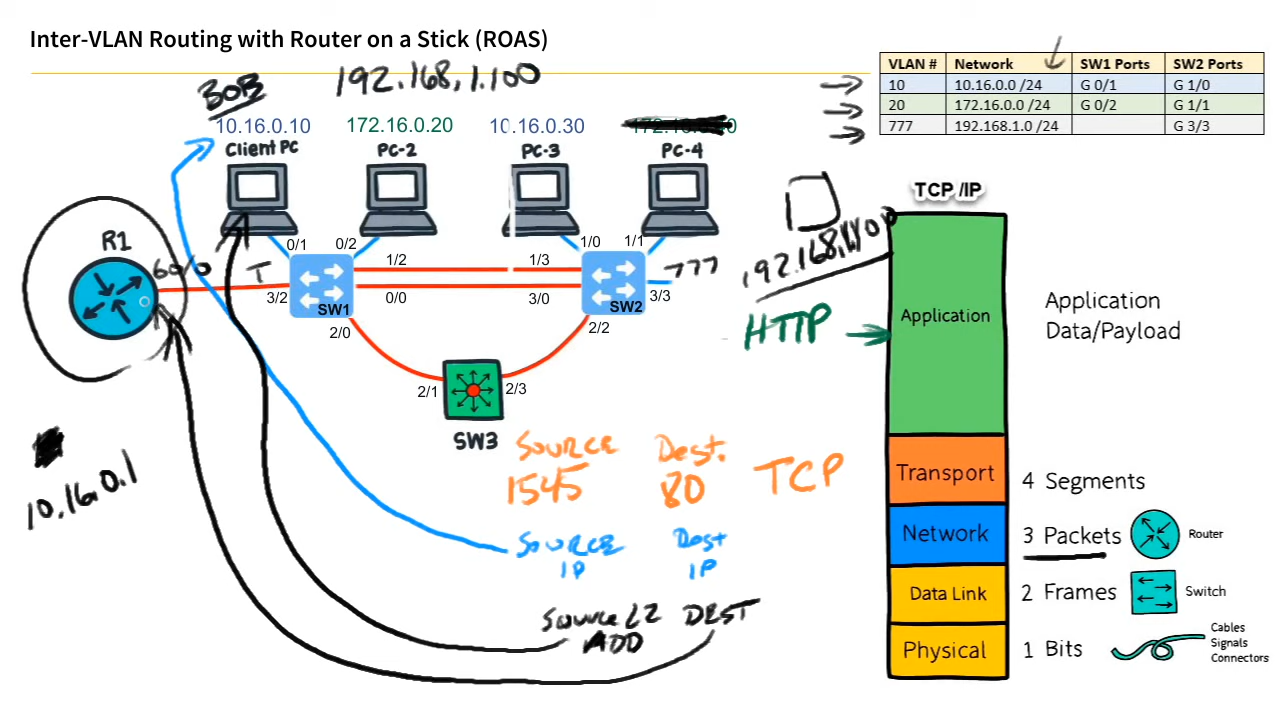 Inter-VLAN Routing with Router on a Stick (ROAS)
VLAN # Network SW1 Ports SW2 Ports
10 10.16.0.0 /24 G 0/1 G 1/0
20 172.16.0.0 /24 G 0/2 G 1/1
777 192.168.1.0 /24 G 3/3
BOB 192.168.1.100
10.16.0.10 172.16.0.20 10.16.0.30
Client PC PC-2 PC-3 PC-4
R1
T
0/1 0/2 1/2 1/3 1/0 1/1
777
3/2 SW1 0/0 3/0 SW2 3/3
2/0 2/2
2/1 2/3
SW3
10.16.0.1
TCP /IP
HTTP
Application
Application
Data/Payload
Source Dest.
1545 80 TCP
Transport 4 Segments
Source Dest
IP IP
Network 3 Packets Router
Source L2 DEST
ADD
Data Link 2 Frames Switch
Physical 1 Bits
Cables
Signals
Connectors